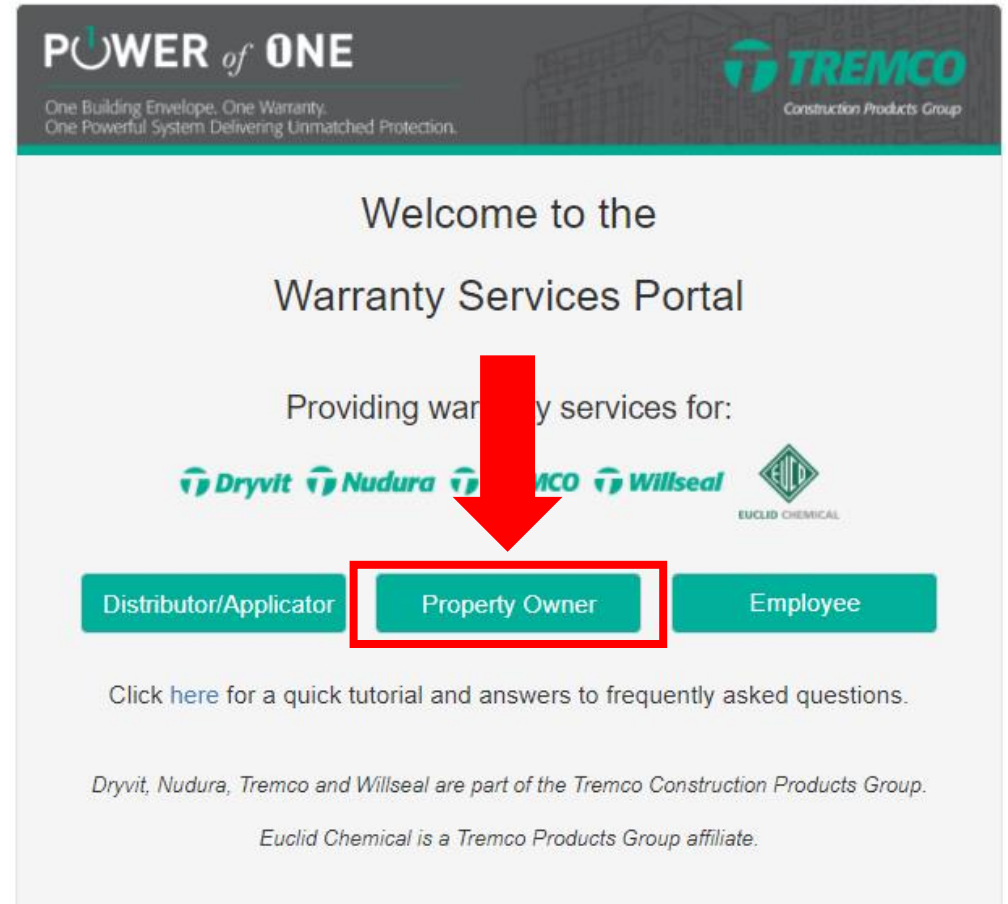 POWER of ONE
TREMCO
Construction Products Group
One Building Envelope. One Warranty.
One Powerful System Delivering Unmatched Protection.
Welcome to the
Warranty Services Portal
Providing war y services for:
Dryvit Nudura MCO Willseal
EUCO
EUCLID CHEMICAL
Distributor/Applicator Property Owner Employee
Click here for a quick tutorial and answers to frequently asked questions.
Dryvit, Nudura, Tremco and Willseal are part of the Tremco Construction Products Group.
Euclid Chemical is a Tremco Products Group affiliate.